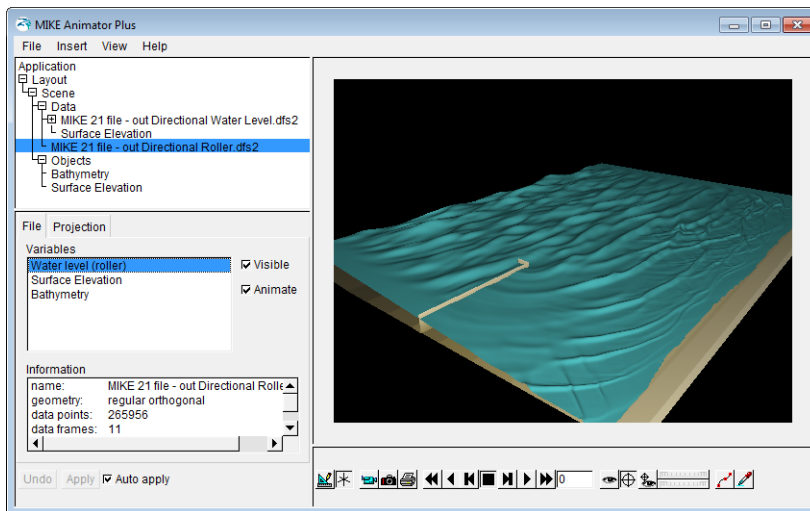 MIKE Animator Plus
File Insert View Help
Application
Layout
Scene
Data
MIKE 21 file - out Directional Water Level.dfs2
Surface Elevation
MIKE 21 file - out Directional Roller.dfs2
Objects
Bathymetry
Surface Elevation
File Projection
Variables
Water level (roller)
Surface Elevation
Bathymetry
Visible
Animate
Information
name: MIKE 21 file - out Directional Rolle
geometry: regular orthogonal
data points: 265956
data frames: 11
Undo Apply Auto apply
0